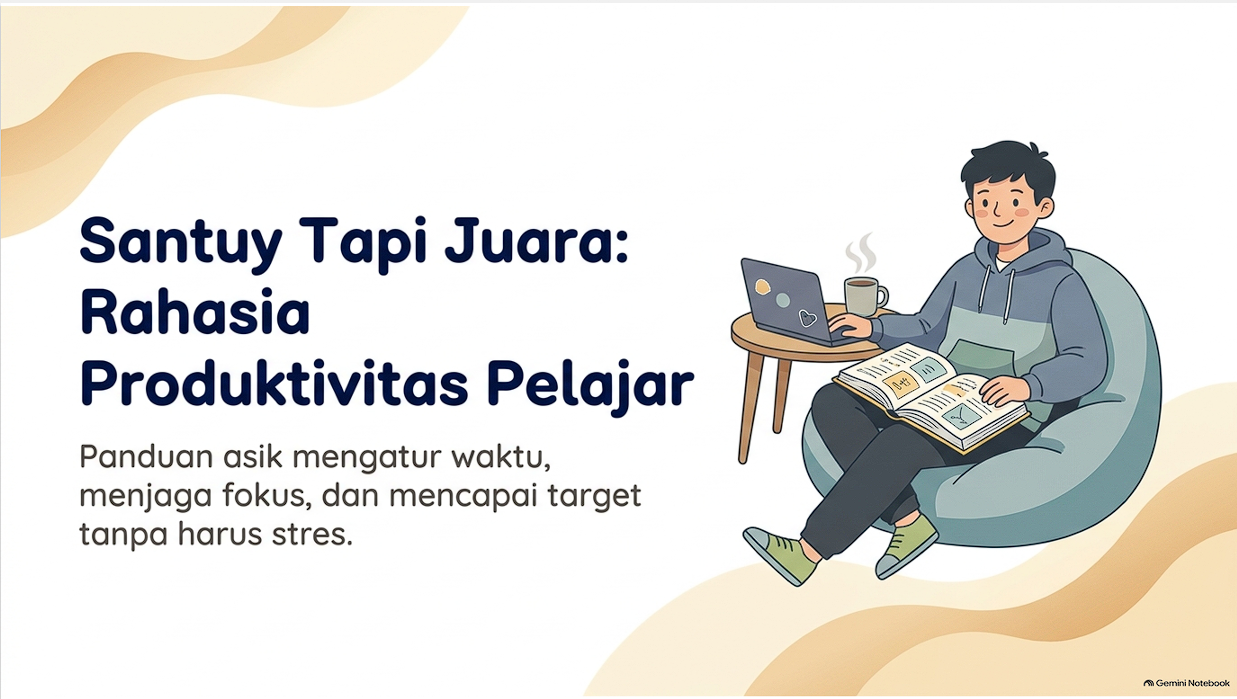 Santuy Tapi Juara:
Rahasia
Produktivitas Pelajar
Panduan asik mengatur waktu,
menjaga fokus, dan mencapai target
tanpa harus stres.
Gemini Notebook